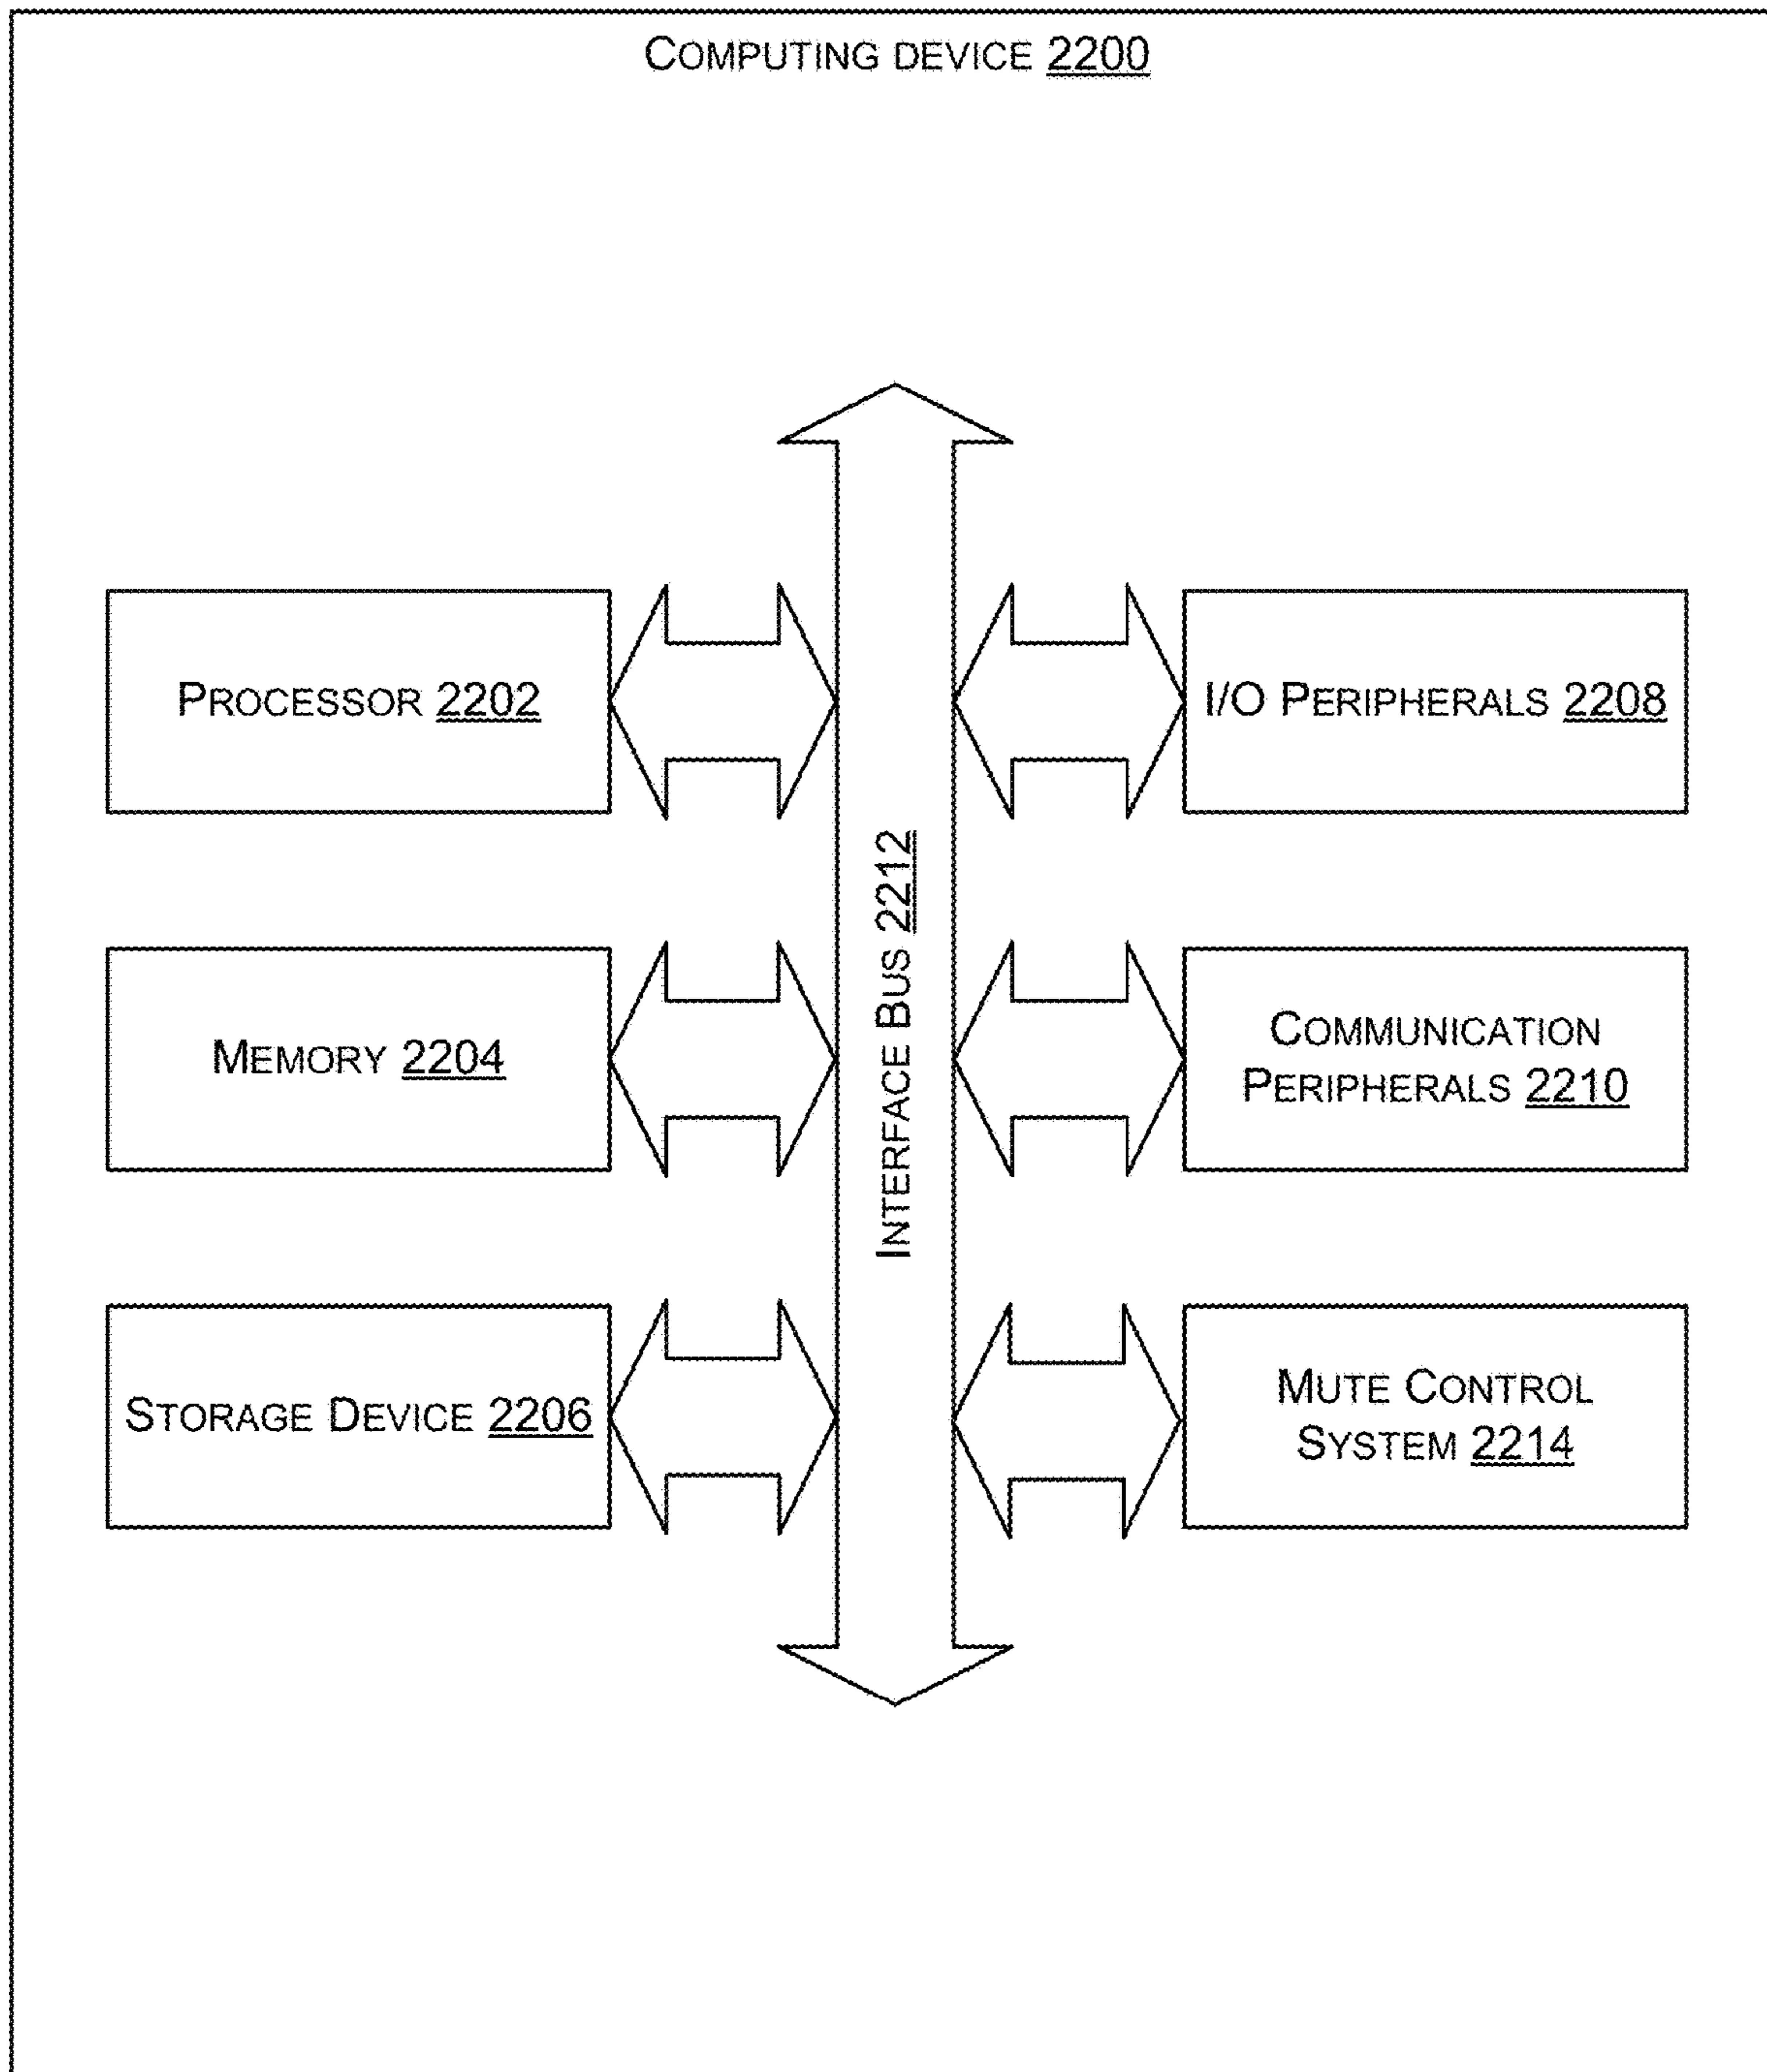 COMPUTING DEVICE 2200
PROCESSOR 2202
I/O PERIPHERALS 2208
INTERFACE BUS 2212
MEMORY 2204
COMMUNICATION
PERIPHERALS 2210
STORAGE DEVICE 2206
MUTE CONTROL
SYSTEM 2214